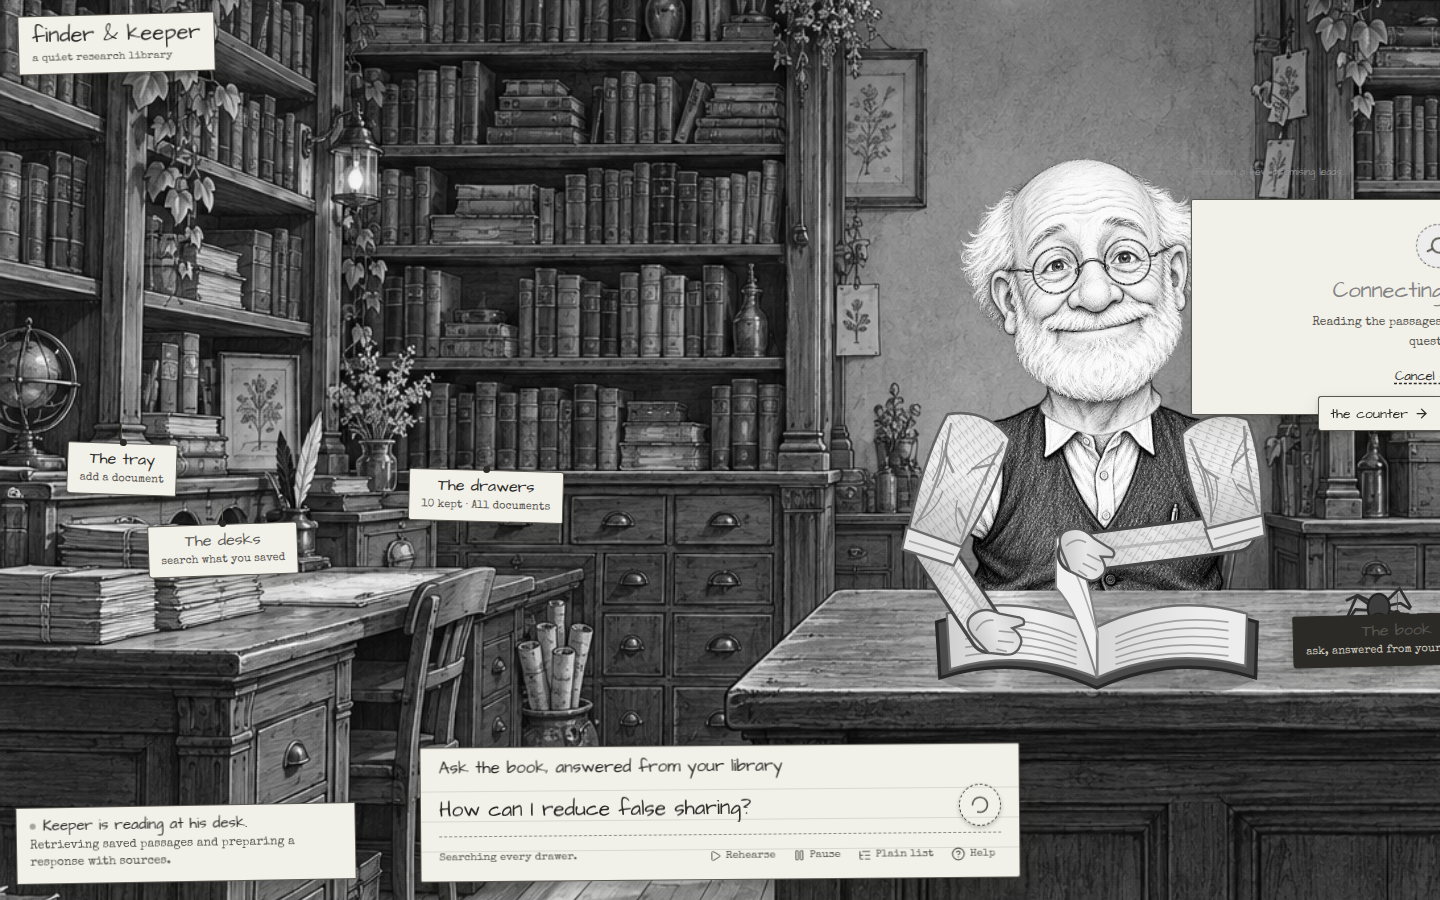 finder & keeper
a quiet research library
Connecting
Reading the passages
quest
Cancel
the counter →
The tray
add a document
The drawers
10 kept · All documents
The desks
search what you saved
The book
ask, answered from your
Ask the book, answered from your library
How can I reduce false sharing?
Searching every drawer.
Rehearse
Pause
Plain list
Help
Keeper is reading at his desk.
Retrieving saved passages and preparing a
response with sources.